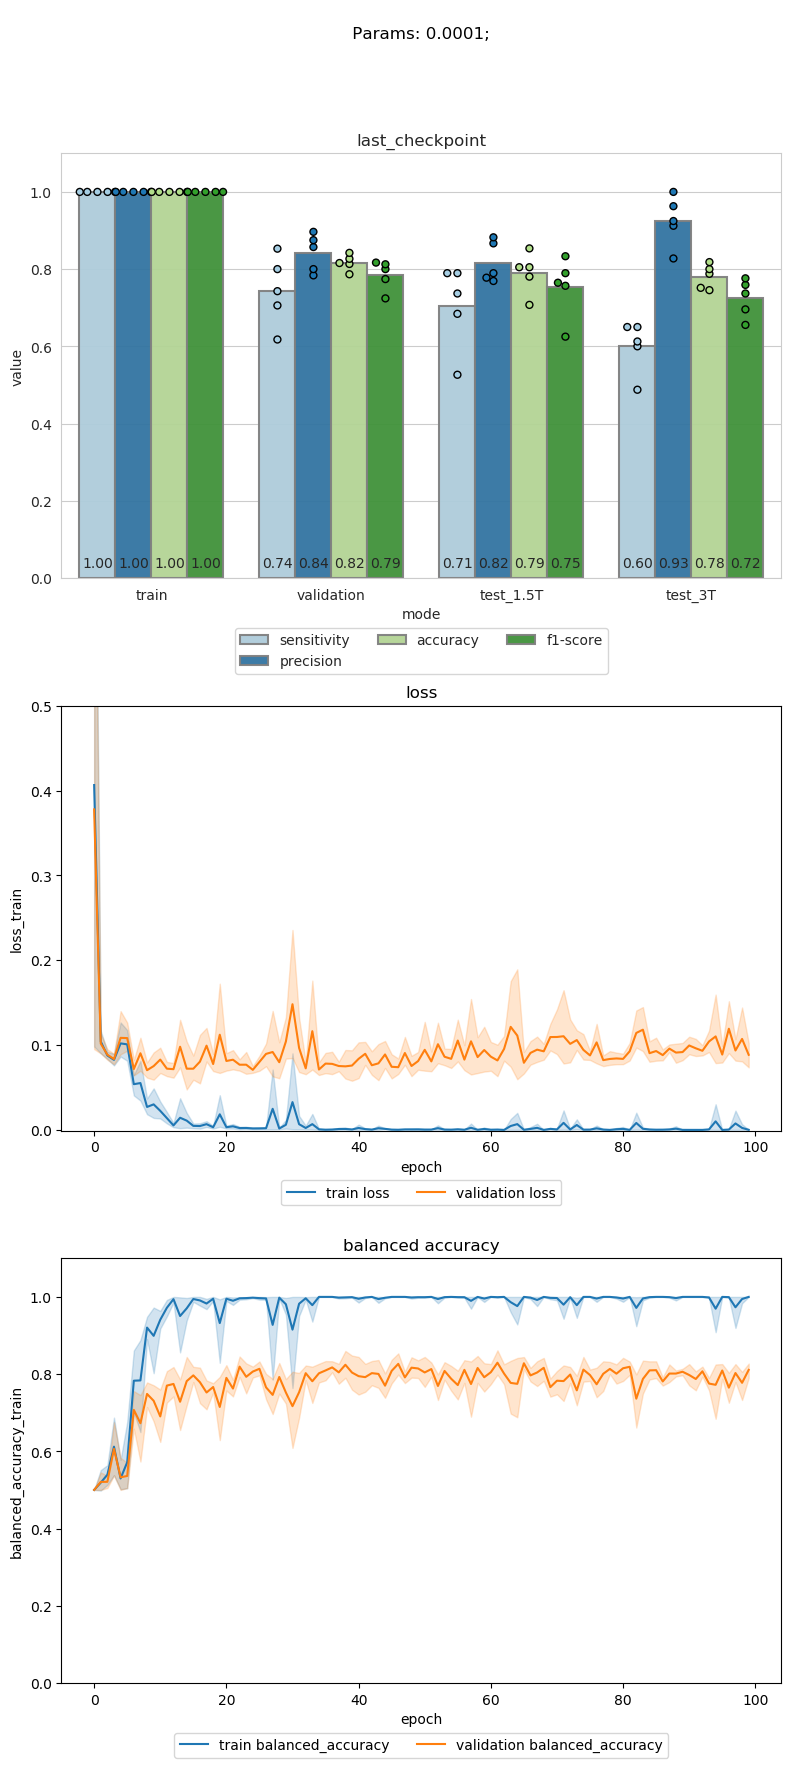 Params: 0.0001;
last_checkpoint
value
1.0
0.8
0.6
0.4
0.2
0.0
1.00 1.00 1.00 1.00 0.74 0.84 0.82 0.79 0.71 0.82 0.79 0.75 0.60 0.93 0.78 0.72
train validation test_1.5T test_3T
mode
sensitivity accuracy f1-score
precision
loss
loss_train
0.5
0.4
0.3
0.2
0.1
0.0
0 20 40 60 80 100
epoch
train loss validation loss
balanced accuracy
balanced_accuracy_train
1.0
0.8
0.6
0.4
0.2
0.0
0 20 40 60 80 100
epoch
train balanced_accuracy validation balanced_accuracy